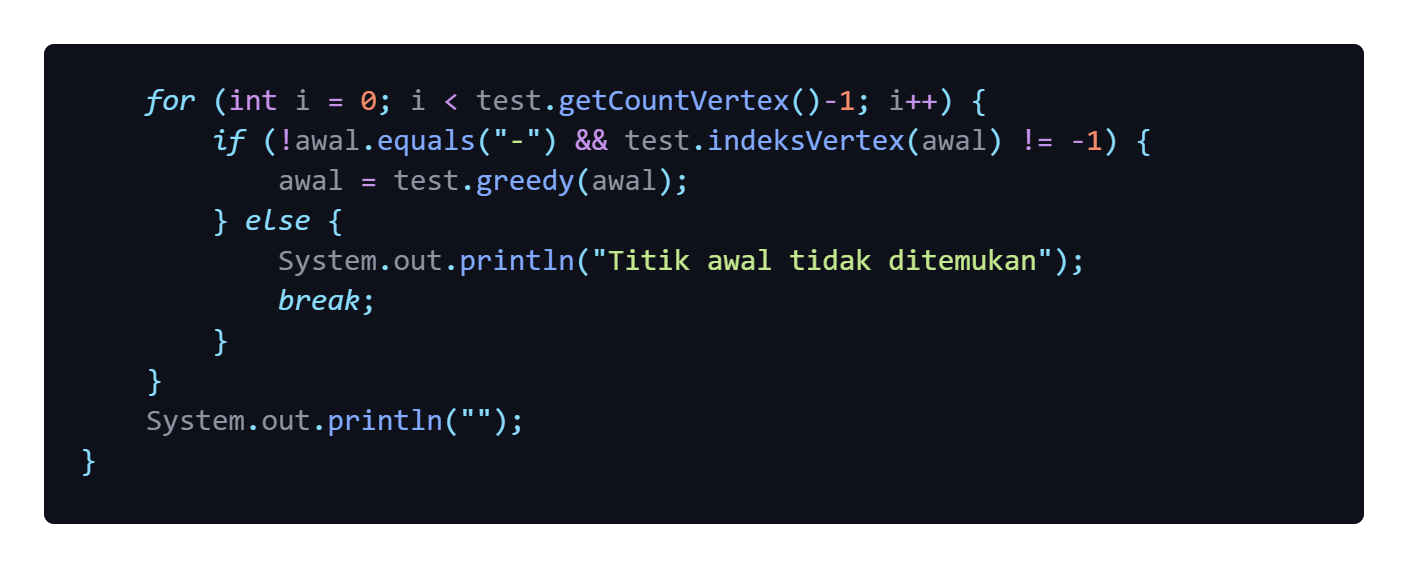 for (int i = 0; i < test.getCountVertex()-1; i++) {
if (!awal.equals("-") && test.indeksVertex(awal) != -1) {
awal = test.greedy(awal);
} else {
System.out.println("Titik awal tidak ditemukan");
break;
}
}
System.out.println("");
}